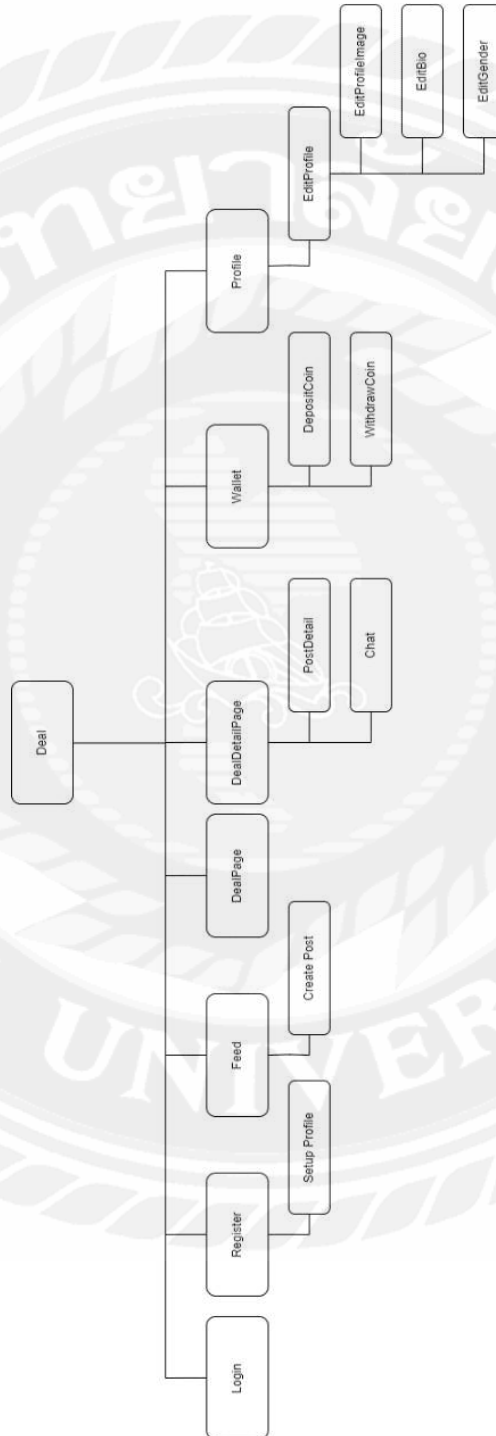 Deal
Login
Register
Feed
DealPage
DealDetailPage
Wallet
Profile
Setup Profile
Create Post
PostDetail
Chat
DepositCoin
WithdrawCoin
EditProfile
EditProfileImage
EditBio
EditGender
UNIVER